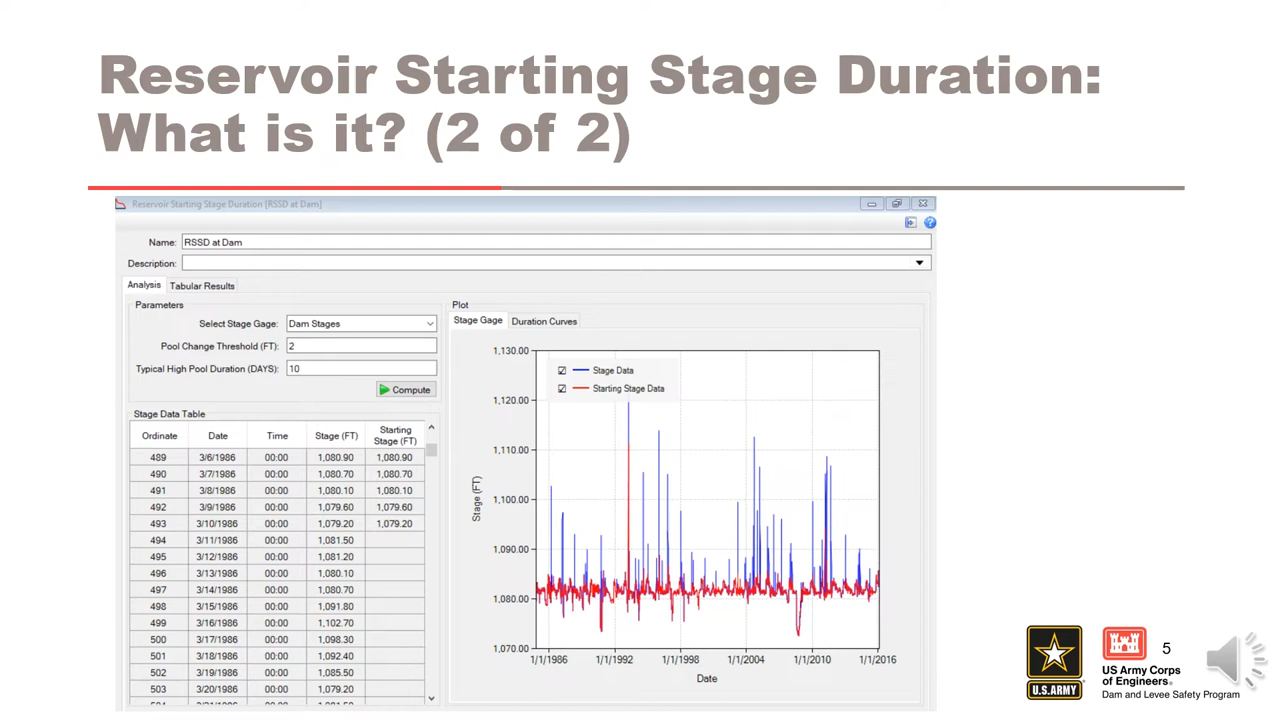 Reservoir Starting Stage Duration:
What is it? (2 of 2)
Reservoir Starting Stage Duration [RSSD at Dam]
Name: RSSD at Dam
Description:
Analysis Tabular Results
Parameters
Select Stage Gage: Dam Stages
Pool Change Threshold (FT): 2
Typical High Pool Duration (DAYS): 10
Compute
Stage Data Table
Ordinate Date Time Stage (FT) Starting Stage (FT)
489 3/6/1986 00:00 1,080.90 1,080.90
490 3/7/1986 00:00 1,080.70 1,080.70
491 3/8/1986 00:00 1,080.10 1,080.10
492 3/9/1986 00:00 1,079.60 1,079.60
493 3/10/1986 00:00 1,079.20 1,079.20
494 3/11/1986 00:00 1,081.50
495 3/12/1986 00:00 1,081.20
496 3/13/1986 00:00 1,080.10
497 3/14/1986 00:00 1,080.70
498 3/15/1986 00:00 1,091.80
499 3/16/1986 00:00 1,102.70
500 3/17/1986 00:00 1,098.30
501 3/18/1986 00:00 1,092.40
502 3/19/1986 00:00 1,085.50
503 3/20/1986 00:00 1,079.20
Plot
Stage Gage Duration Curves
Stage Data
Starting Stage Data
1,130.00
1,120.00
1,110.00
1,100.00
1,090.00
1,080.00
1,070.00
Stage (FT)
1/1/1986 1/1/1992 1/1/1998 1/1/2004 1/1/2010 1/1/2016
Date
U.S.ARMY
US Army Corps
of Engineers®
Dam and Levee Safety Program
5